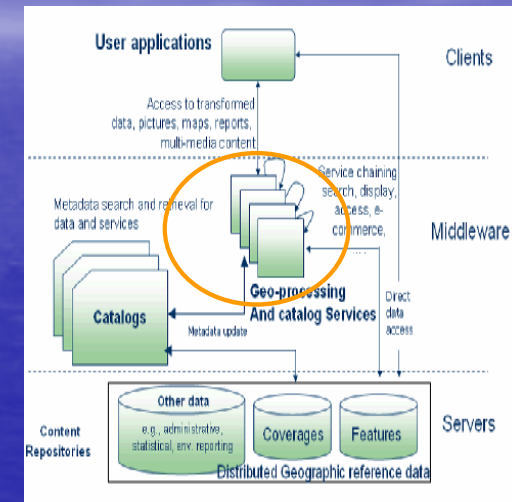 User applications
Clients
Access to transformed
data, pictures, maps, reports,
multi-media content
Service chaining
search, display,
access, e-
commerce,
....
Metadata search and retrieval for
data and services
Middleware
Geo-processing
And catalog Services
Catalogs
Metadata update
Direct
data
access
Other data
e.g., administrative,
statistical, env. reporting
Coverages
Features
Servers
Content
Repositories
Distributed Geographic reference data